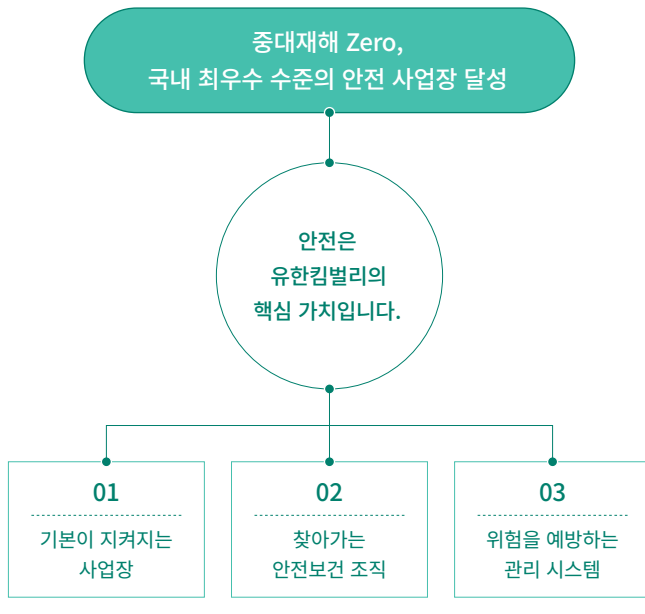 중대재해 Zero,
국내 최우수 수준의 안전 사업장 달성
안전은
유한킴벌리의
핵심 가치입니다.
01
기본이 지켜지는
사업장
02
찾아가는
안전보건 조직
03
위험을 예방하는
관리 시스템